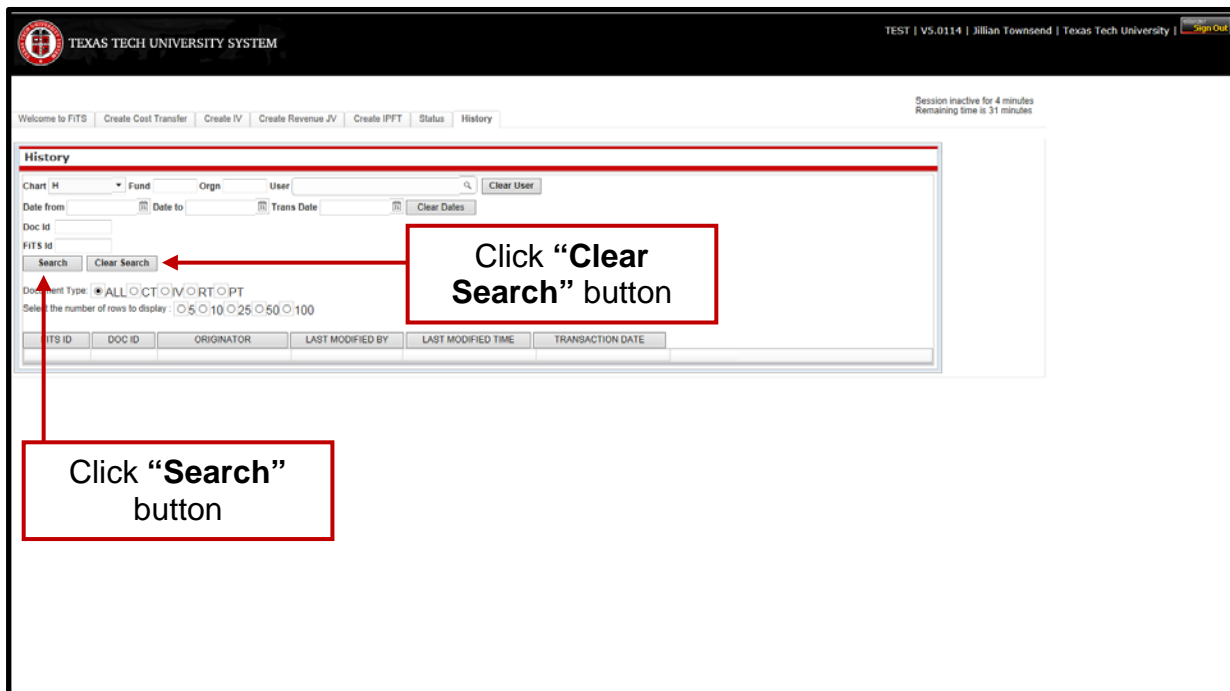 TEXAS TECH UNIVERSITY SYSTEM
TEST | V5.0114 | Jillian Townsend | Texas Tech University | Sign Out
Session inactive for 4 minutes
Remaining time is 31 minutes
Welcome to FiTS Create Cost Transfer Create IV Create Revenue JV Create IPFT Status History
History
Chart H Fund Orgn User Clear User
Date from Date to Trans Date Clear Dates
Doc Id
FiTS Id
Search Clear Search
Click “Clear
Search” button
Document Type: ALL CT IV RT PT
Select the number of rows to display : 5 10 25 50 100
FITS ID DOC ID ORIGINATOR LAST MODIFIED BY LAST MODIFIED TIME TRANSACTION DATE
Click “Search”
button